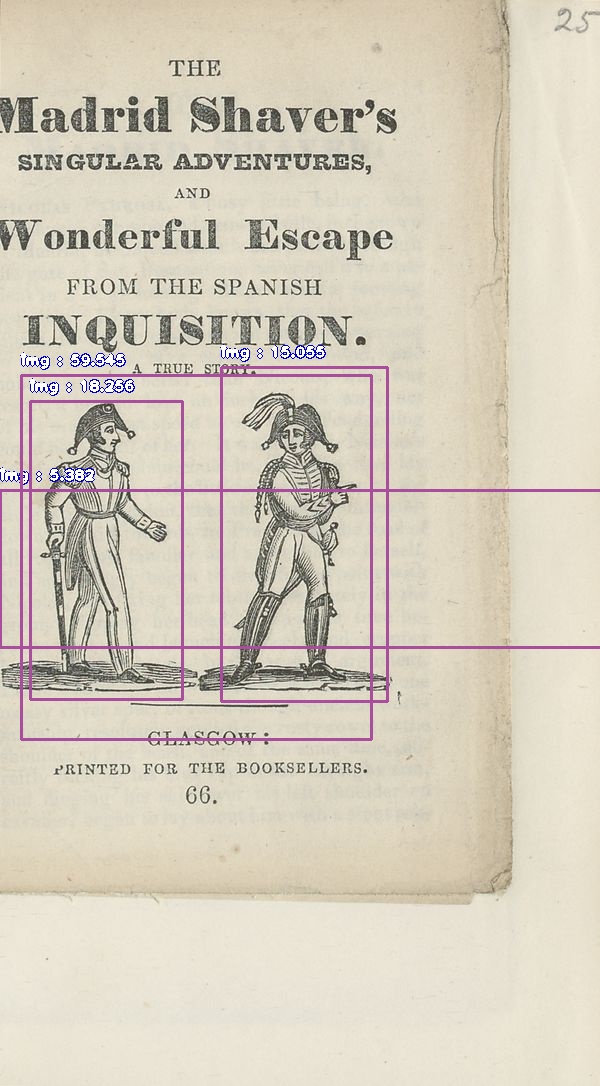 25
THE
Madrid Shaver's
SINGULAR ADVENTURES,
AND
Wonderful Escape
FROM THE SPANISH
INQUISITION.
img : 59.545
img : 15.055
A TRUE STORY.
img : 18.256
img : 5.382
GLASGOW:
PRINTED FOR THE BOOKSELLERS.
66.